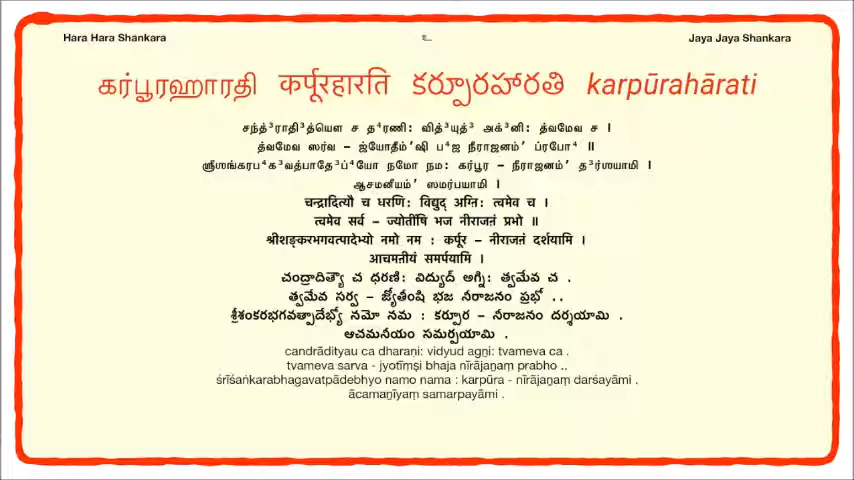 Hara Hara Shankara
உ
Jaya Jaya Shankara
கர்பூரஹாரதி कर्पूरहारति కర్పూరహారతి karpūrahārati
சந்த்³ராதி³த்யௌ ச த⁴ரணி: வித்³யுத்³ அக்³னி: த்வமேவ ச ।
த்வமேவ ஸர்வ – ஜ்யோதீம்ʼஷி ப⁴ஜ நீராஜனம்ʼ ப்ரபோ⁴ ॥
ஸ்ரீஶங்கரப⁴க³வத்பாதே³ப்⁴யோ நமோ நம: கர்பூர – நீராஜனம்ʼ த³ர்ஶயாமி ।
ஆசமனீயம்ʼ ஸமர்பயாமி ।
चन्द्रादित्यौ च धरणि: विद्युद् अग्नि: त्वमेव च ।
त्वमेव सर्व – ज्योतींषि भज नीराजनं प्रभो ॥
श्रीशङ्करभगवत्पादेभ्यो नमो नम : कर्पूर – नीराजनं दर्शयामि ।
आचमनीयं समर्पयामि ।
చంద్రాదిత్యౌ చ ధరణి: విద్యుద్ అగ్ని: త్వమేవ చ .
త్వమేవ సర్వ – జ్యోతీంషి భజ నీరాజనం ప్రభో ..
శ్రీశంకరభగవత్పాదేభ్యో నమో నమ : కర్పూర – నీరాజనం దర్శయామి .
ఆచమనీయం సమర్పయామి .
candrādityau ca dharaṇi: vidyud agni: tvameva ca .
tvameva sarva - jyotīmṣi bhaja nīrājaṇaṃ prabho ..
śrīśaṅkarabhagavatpādebhyo namo nama : karpūra - nīrājaṇaṃ darśayāmi .
ācamaṇīyaṃ samarpayāmi .